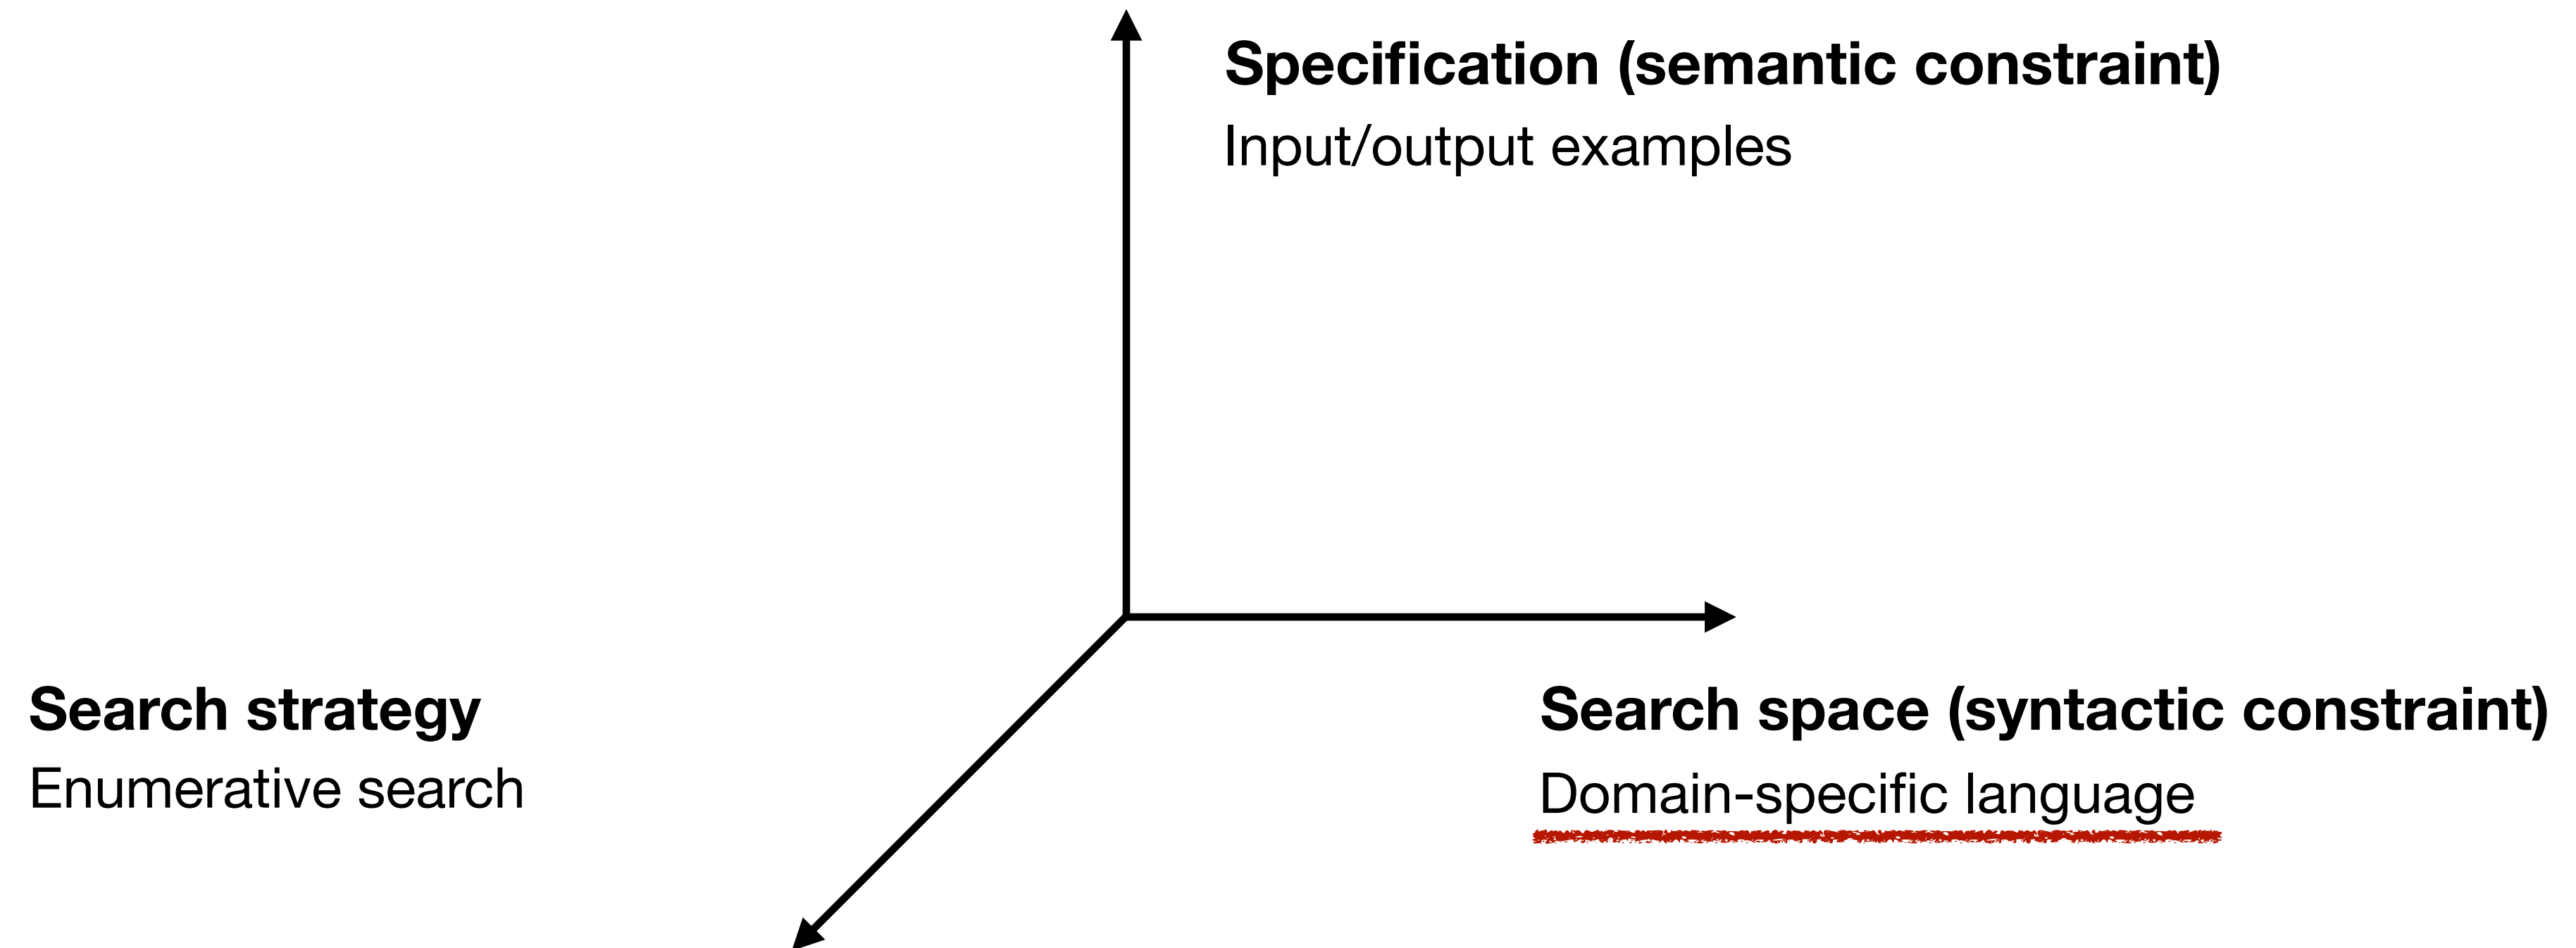 Specification (semantic constraint)
Input/output examples
Search strategy
Enumerative search
Search space (syntactic constraint)
Domain-specific language